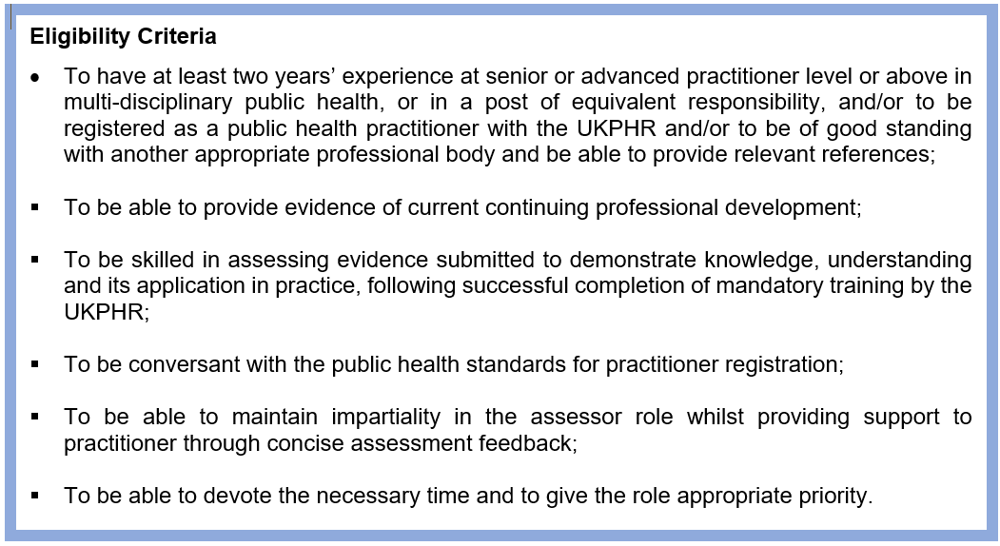 Eligibility Criteria
• To have at least two years’ experience at senior or advanced practitioner level or above in
multi-disciplinary public health, or in a post of equivalent responsibility, and/or to be
registered as a public health practitioner with the UKPHR and/or to be of good standing
with another appropriate professional body and be able to provide relevant references;
▪ To be able to provide evidence of current continuing professional development;
▪ To be skilled in assessing evidence submitted to demonstrate knowledge, understanding
and its application in practice, following successful completion of mandatory training by the
UKPHR;
▪ To be conversant with the public health standards for practitioner registration;
▪ To be able to maintain impartiality in the assessor role whilst providing support to
practitioner through concise assessment feedback;
▪ To be able to devote the necessary time and to give the role appropriate priority.